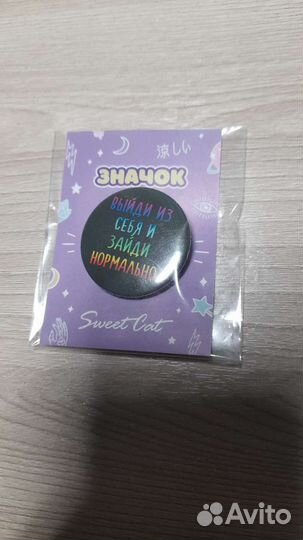 涼しい
ЗНАЧОК
ВЫЙДИ ИЗ
СЕБЯ И
ЗАЙДИ
НОРМАЛЬНО
Sweet Cat
Avito